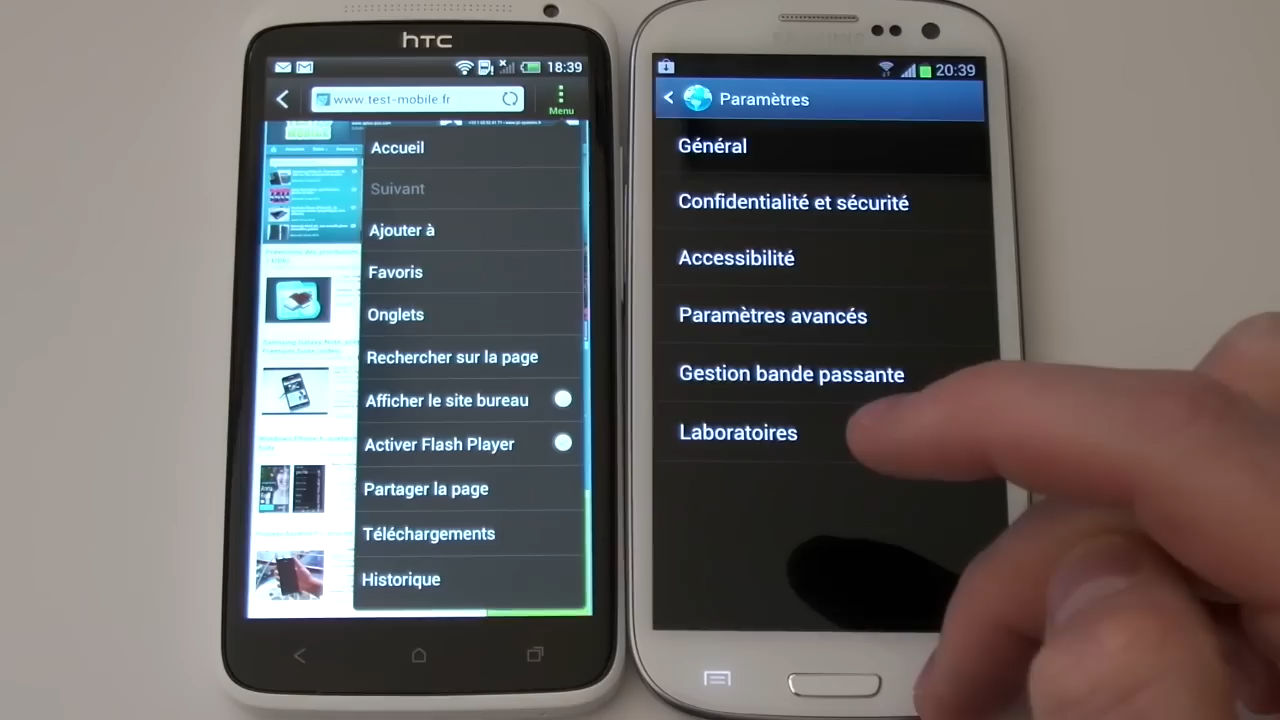 hTC
18:39
www test-mobile.fr
Menu
Accueil
Suivant
Ajouter à
Favoris
Onglets
Rechercher sur la page
Afficher le site bureau
Activer Flash Player
Partager la page
Téléchargements
Historique
SAMSUNG
20:39
Paramètres
Général
Confidentialité et sécurité
Accessibilité
Paramètres avancés
Gestion bande passante
Laboratoires